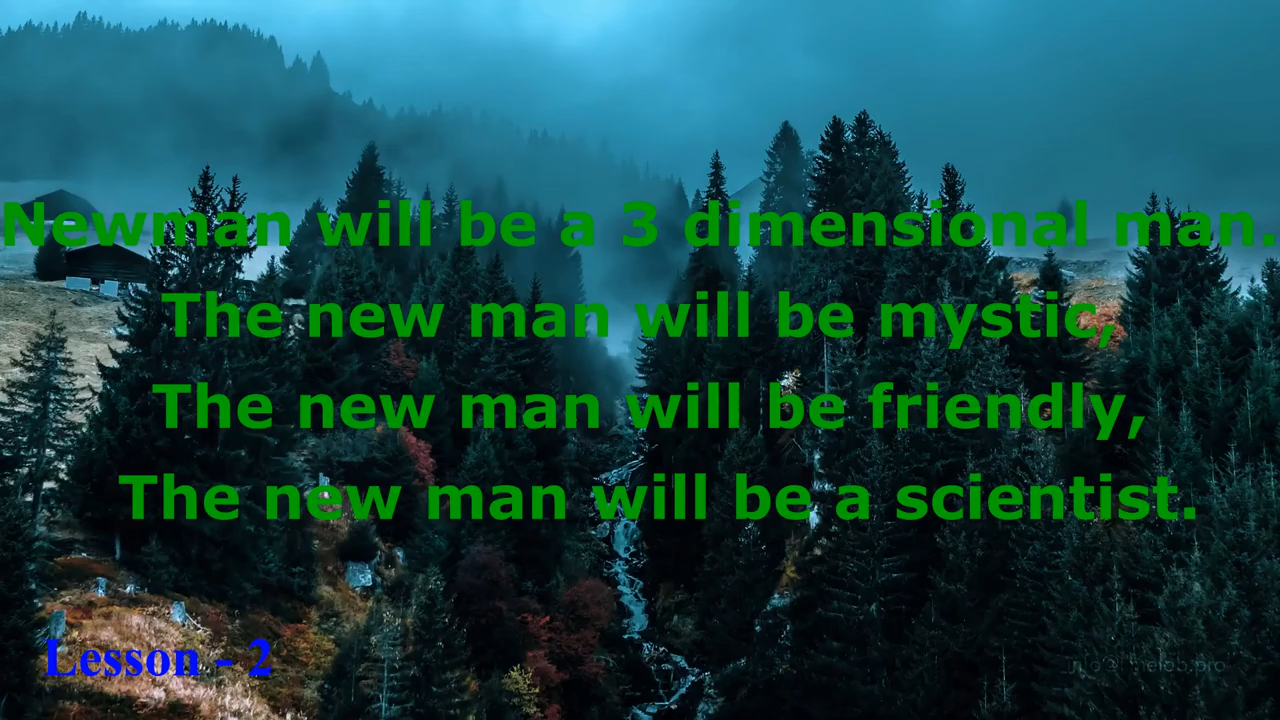 Newman will be a 3 dimensional man.
The new man will be mystic,
The new man will be friendly,
The new man will be a scientist.
Lesson - 2